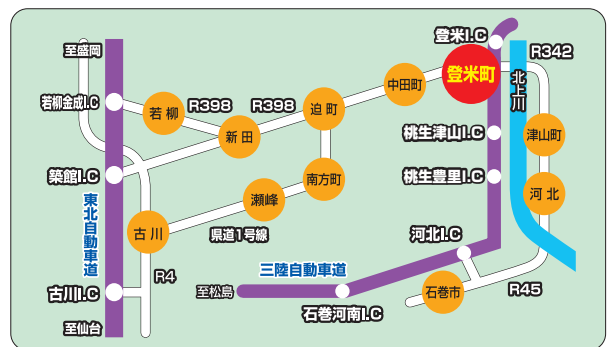 至盛岡
登米I.C
R342
若柳金成I.C
若柳
R398
R398
迫町
中田町
登米町
北上川
新田
桃生津山I.C
津山町
築館I.C
南方町
桃生豊里I.C
河北
瀬峰
東北自動車道
古川
県道1号線
河北I.C
三陸自動車道
R4
古川I.C
至松島
石巻市
R45
石巻河南I.C
至仙台